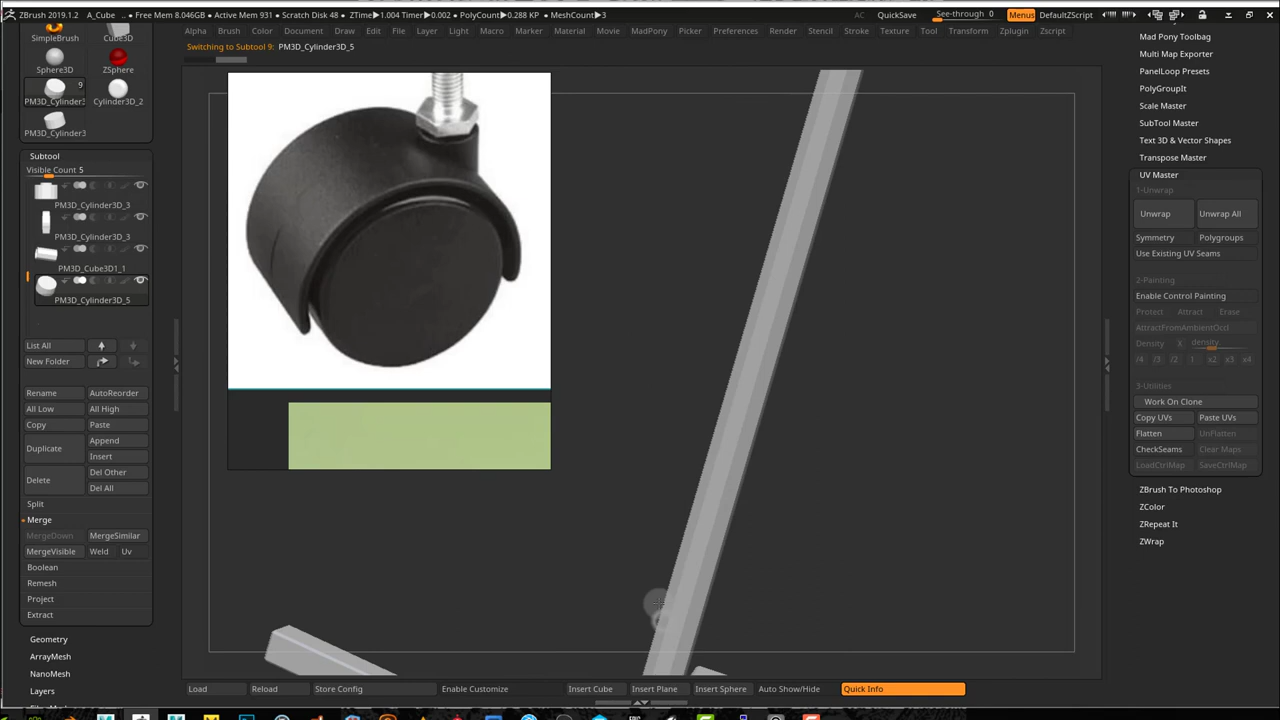 ZBrush 2019.1.2 A_Cube • Free Mem 8.046GB • Active Mem 931 • Scratch Disk 48 • ZTime▶1.004 Timer▶0.002 • PolyCount▶0.288 KP • MeshCount▶3 AC QuickSave See-through 0 Menus DefaultZScript
Alpha Brush Color Document Draw Edit File Layer Light Macro Marker Material Movie MadPony Picker Preferences Render Stencil Stroke Texture Tool Transform Zplugin Zscript
Switching to Subtool 9: PM3D_Cylinder3D_5
SimpleBrush Cube3D
Sphere3D ZSphere
9
PM3D_Cylinder3 Cylinder3D_2
PM3D_Cylinder3
Subtool
Visible Count 5
PM3D_Cylinder3D_3
PM3D_Cylinder3D_3
PM3D_Cube3D1_1
PM3D_Cylinder3D_5
List All
New Folder
Rename AutoReorder
All Low All High
Copy Paste
Duplicate Append
Insert
Delete Del Other
Del All
Split
Merge
MergeDown MergeSimilar
MergeVisible Weld Uv
Boolean
Remesh
Project
Extract
Geometry
ArrayMesh
NanoMesh
Layers
Mad Pony Toolbag
Multi Map Exporter
PanelLoop Presets
PolyGroupIt
Scale Master
SubTool Master
Text 3D & Vector Shapes
Transpose Master
UV Master
1-Unwrap
Unwrap Unwrap All
Symmetry Polygroups
Use Existing UV Seams
2-Painting
Enable Control Painting
Protect Attract Erase
AttractFromAmbientOccl
Density X density
/4 /3 /2 1 x2 x3 x4
3-Utilities
Work On Clone
Copy UVs Paste UVs
Flatten UnFlatten
CheckSeams Clear Maps
LoadCtrlMap SaveCtrlMap
ZBrush To Photoshop
ZColor
ZRepeat It
ZWrap
Load Reload Store Config Enable Customize Insert Cube Insert Plane Insert Sphere Auto Show/Hide Quick Info